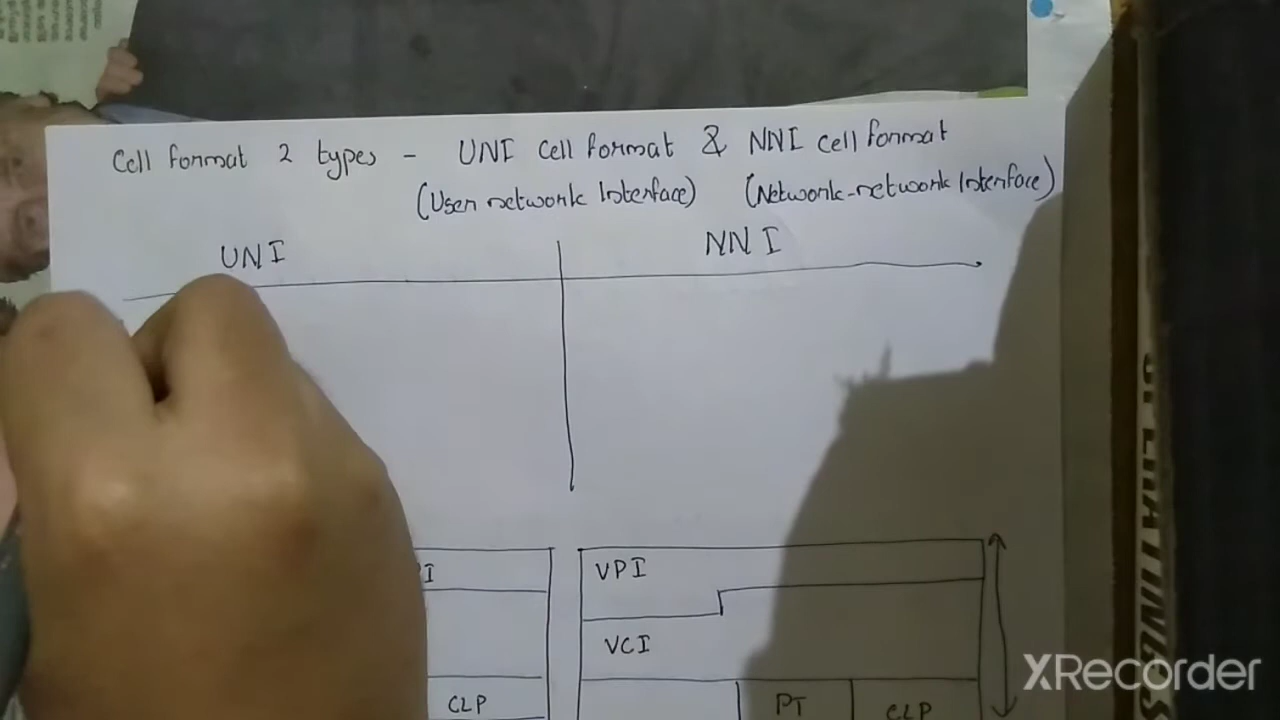 Cell format 2 types - UNI Cell format & NNI cell format
(User network Interface) (Network-network Interface)
UNI NNI
VPI
VCI
CLP PT CLP
XRecorder